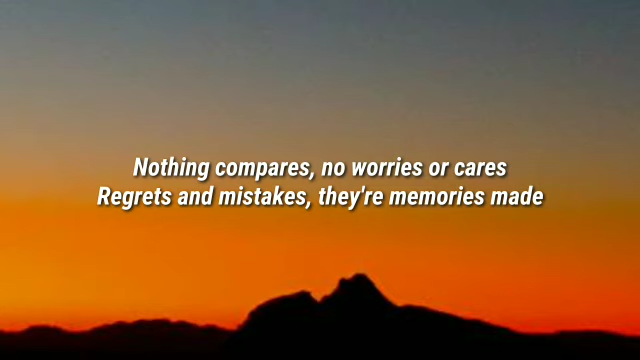 Nothing compares, no worries or cares
Regrets and mistakes, they're memories made